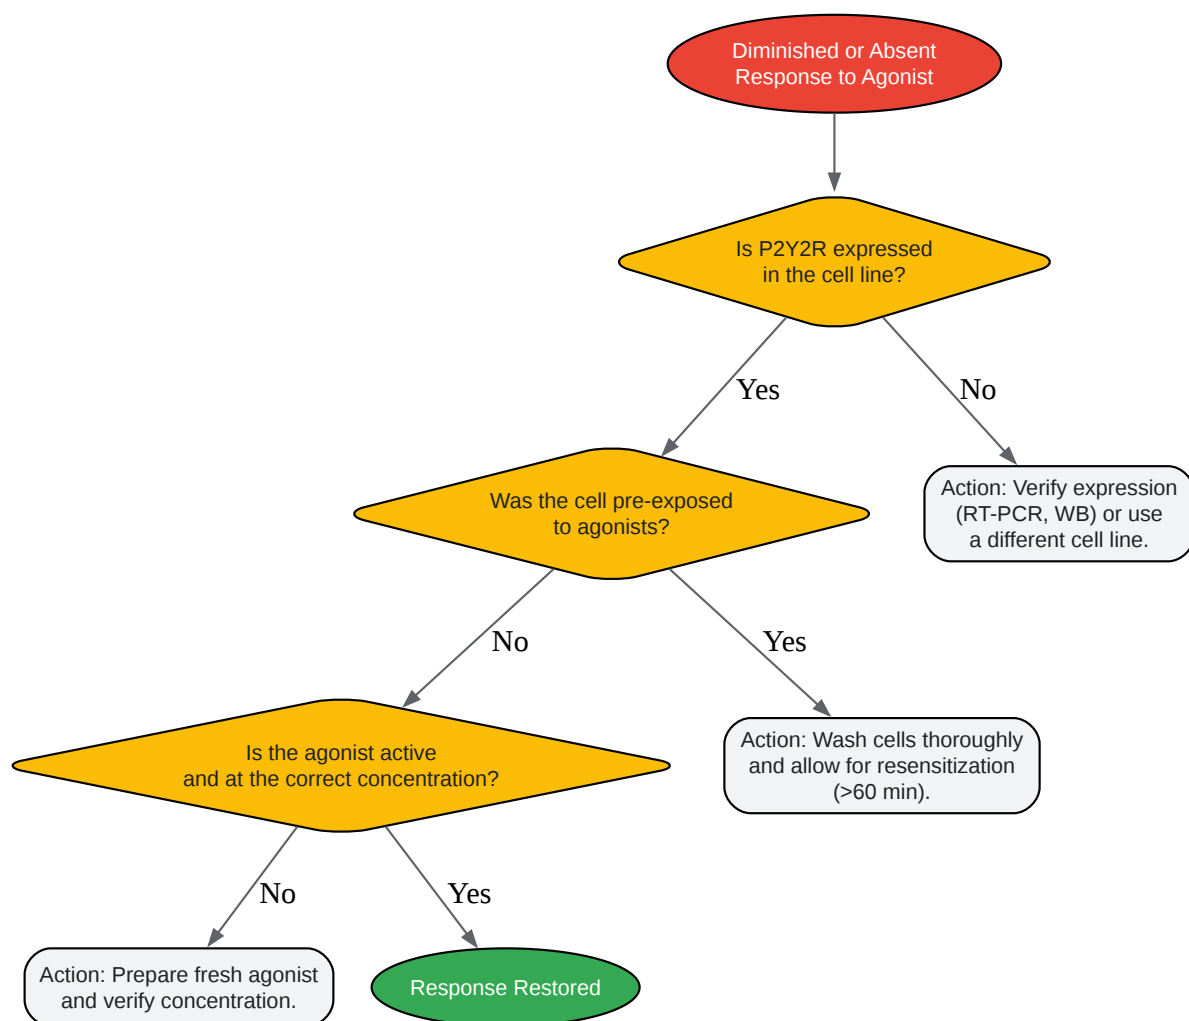 Diminished or Absent
Response to Agonist
Is P2Y2R expressed
in the cell line?
Yes
No
Action: Verify expression
(RT-PCR, WB) or use
a different cell line.
Was the cell pre-exposed
to agonists?
No
Yes
Action: Wash cells thoroughly
and allow for resensitization
(>60 min).
Is the agonist active
and at the correct concentration?
No
Yes
Action: Prepare fresh agonist
and verify concentration.
Response Restored